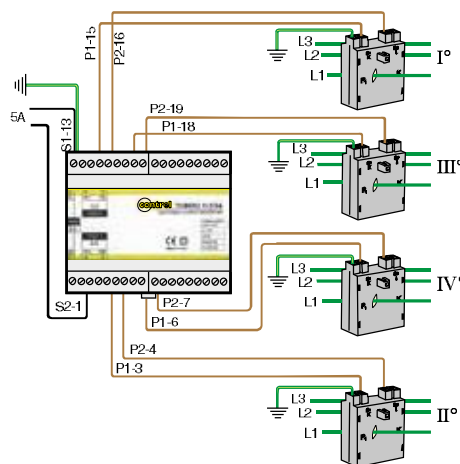 P1-15
P2-16
L3
L2
L1
I°
5A
S1-13
P2-19
P1-18
L3
L2
L1
III°
control
S2-1
P2-7
P1-6
L3
L2
L1
IV°
P2-4
P1-3
L3
L2
L1
II°